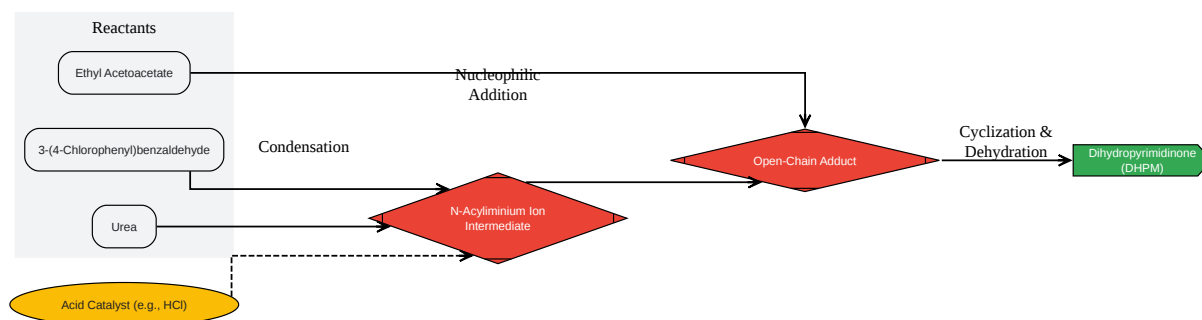 Reactants
Ethyl Acetoacetate
Nucleophilic
Addition
3-(4-Chlorophenyl)benzaldehyde
Condensation
Cyclization &
Dehydration
Open-Chain Adduct
Dihydropyrimidinone
(DHPM)
Urea
N-Acyliminium Ion
Intermediate
Acid Catalyst (e.g., HCl)